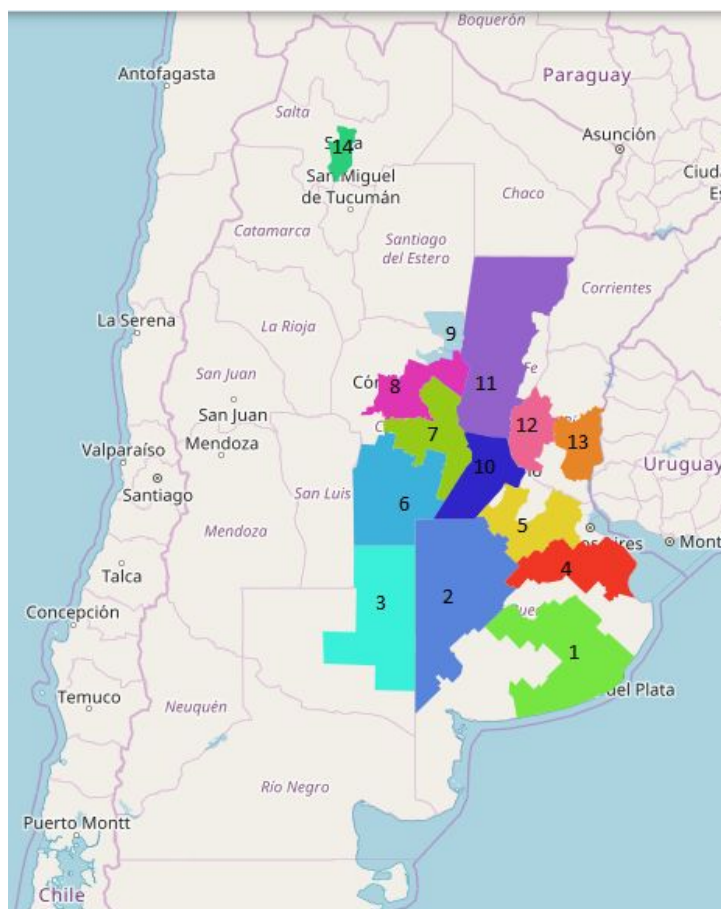 Boquerón
Antofagasta
Paraguay
Salta
Asunción
14
San Miguel
de Tucumán
Chaco
Catamarca
Santiago
del Estero
Corrientes
La Rioja
La Serena
9
San Juan
8
11
San Juan
12
7
13
Mendoza
Valparaíso
10
Uruguay
Santiago
San Luis
6
5
Mendoza
Talca
4
3
2
Concepción
1
del Plata
Temuco
Neuquén
Río Negro
Puerto Montt
Chile